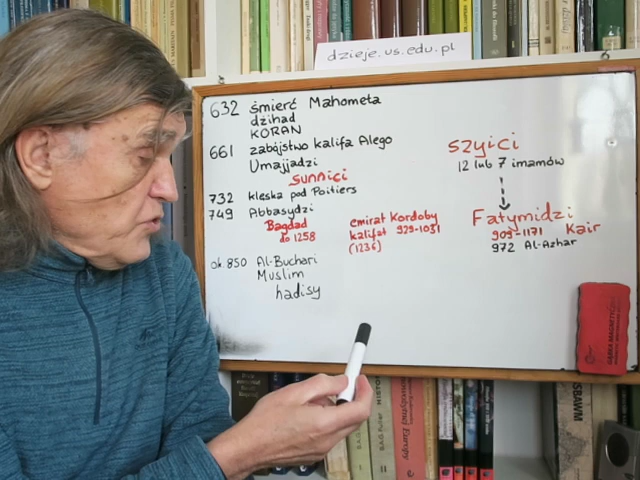 dzieje.us.edu.pl
632 śmierć Mahometa
dżihad
KORAN
661 zabójstwo kalifa Alego
Umajjadzi
sunnici
732 klęska pod Poitiers
749 Abbasydzi
Bagdad
do 1258
emirat Kordoby
kalifat 929-1031
(1236)
ok. 850 Al-Buchari
Muslim
hadisy
szyici
12 lub 7 imamów
Fatymidzi
909-1171 Kair
972 Al-Azhar